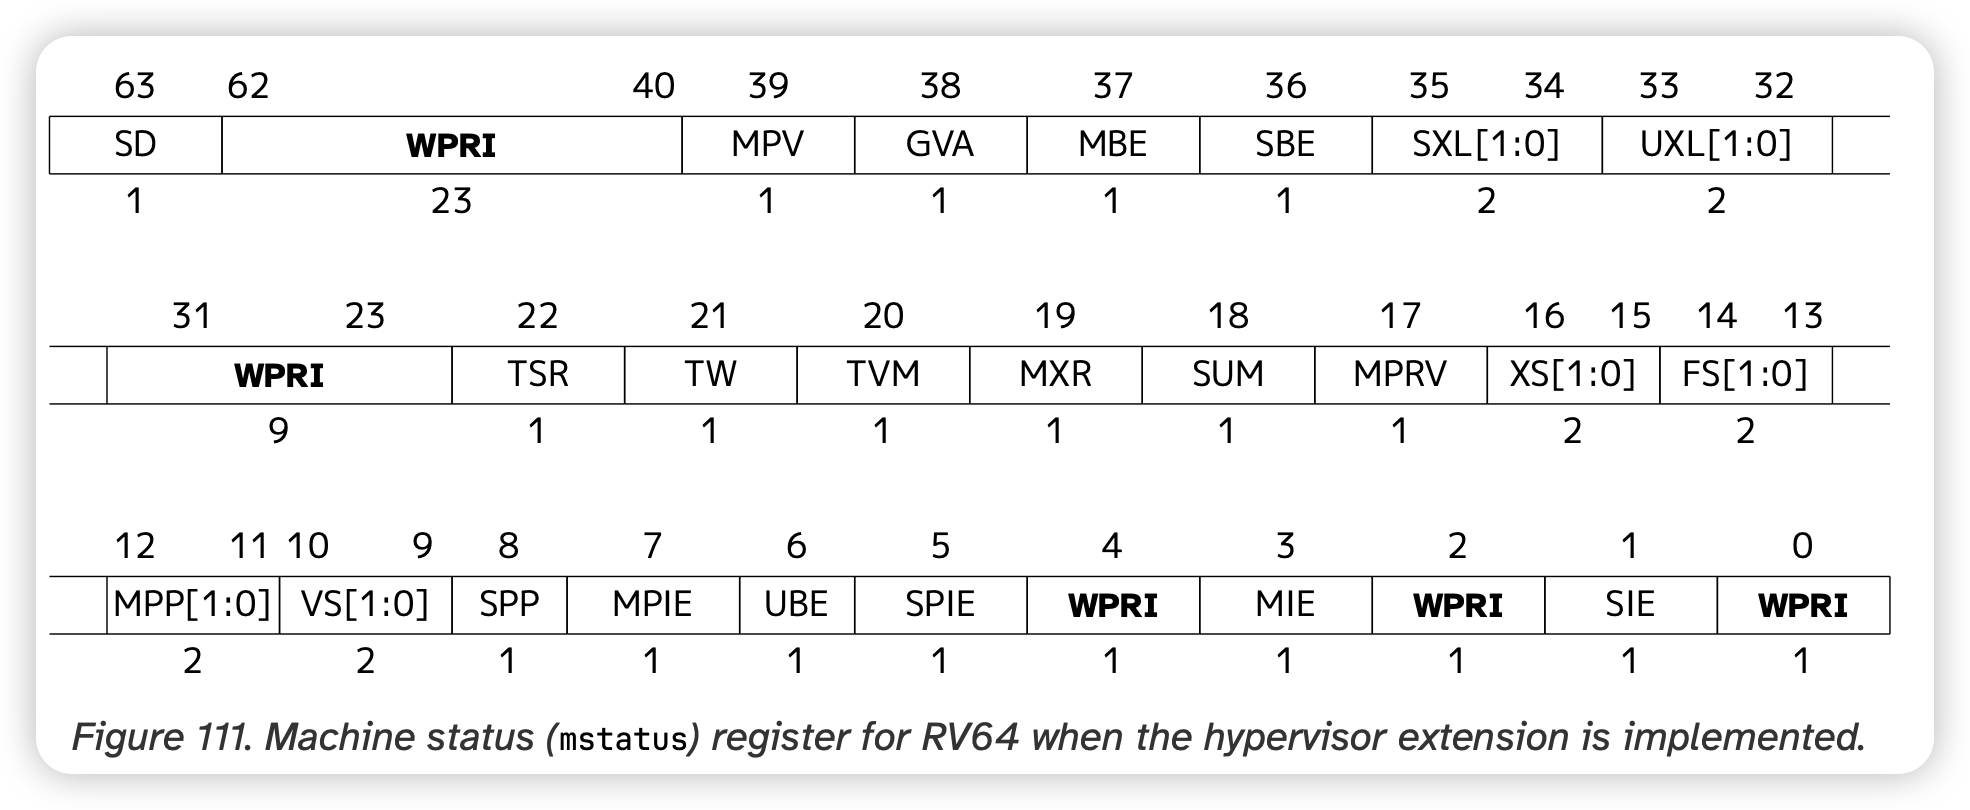 63 62 40 39 38 37 36 35 34 33 32
SD WPRI MPV GVA MBE SBE SXL[1:0] UXL[1:0]
1 23 1 1 1 1 2 2
31 23 22 21 20 19 18 17 16 15 14 13
WPRI TSR TW TVM MXR SUM MPRV XS[1:0] FS[1:0]
9 1 1 1 1 1 1 2 2
12 11 10 9 8 7 6 5 4 3 2 1 0
MPP[1:0] VS[1:0] SPP MPIE UBE SPIE WPRI MIE WPRI SIE WPRI
2 2 1 1 1 1 1 1 1 1 1
Figure 111. Machine status (mstatus) register for RV64 when the hypervisor extension is implemented.